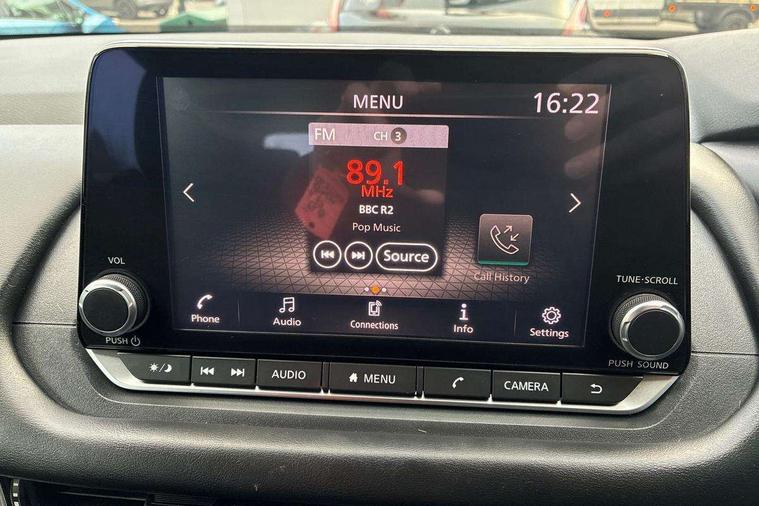 MENU 16:22
FM CH 3
89.1
MHz
BBC R2
Pop Music
Source
Call History
Phone Audio Connections Info Settings
VOL
PUSH
TUNE·SCROLL
PUSH SOUND
AUDIO MENU CAMERA